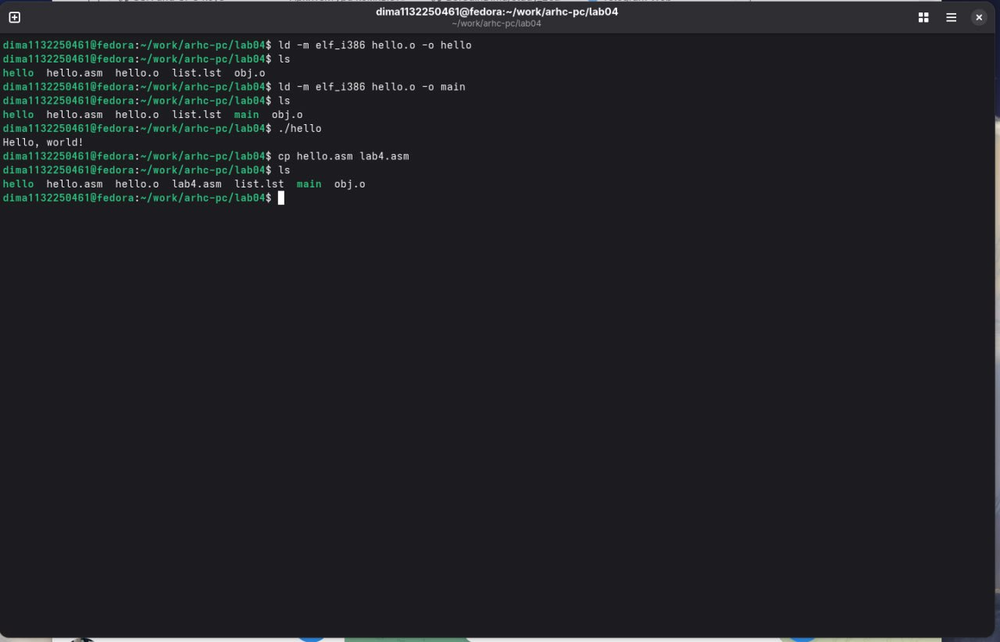 dima1132250461@fedora:~/work/arhc-pc/lab04
~/work/arhc-pc/lab04
dima1132250461@fedora:~/work/arhc-pc/lab04$ ld -m elf_i386 hello.o -o hello
dima1132250461@fedora:~/work/arhc-pc/lab04$ ls
hello  hello.asm  hello.o  list.lst  obj.o
dima1132250461@fedora:~/work/arhc-pc/lab04$ ld -m elf_i386 hello.o -o main
dima1132250461@fedora:~/work/arhc-pc/lab04$ ls
hello  hello.asm  hello.o  list.lst  main  obj.o
dima1132250461@fedora:~/work/arhc-pc/lab04$ ./hello
Hello, world!
dima1132250461@fedora:~/work/arhc-pc/lab04$ cp hello.asm lab4.asm
dima1132250461@fedora:~/work/arhc-pc/lab04$ ls
hello  hello.asm  hello.o  lab4.asm  list.lst  main  obj.o
dima1132250461@fedora:~/work/arhc-pc/lab04$